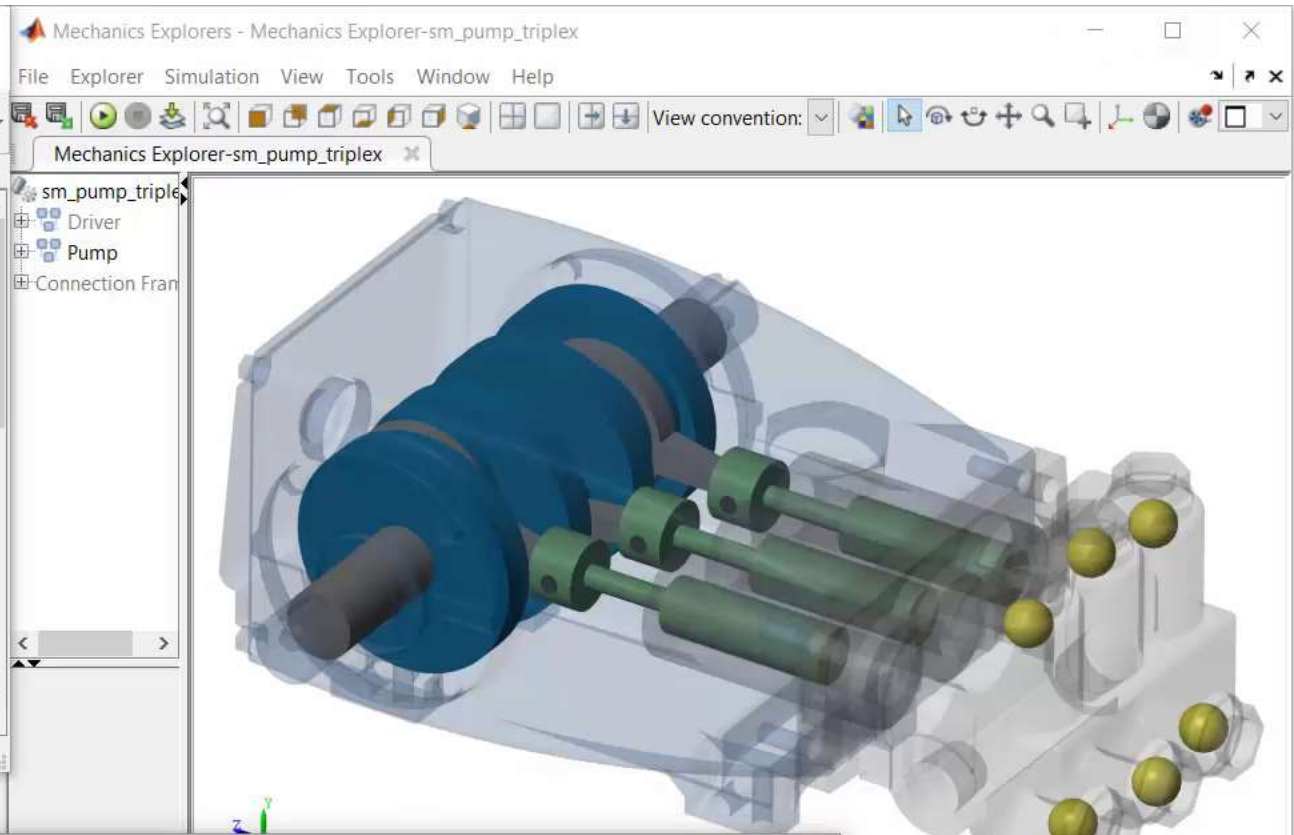 Mechanics Explorers - Mechanics Explorer-sm_pump_triplex
File Explorer Simulation View Tools Window Help
View convention:
Mechanics Explorer-sm_pump_triplex
sm_pump_triple
Driver
Pump
Connection Fran
Y
Z